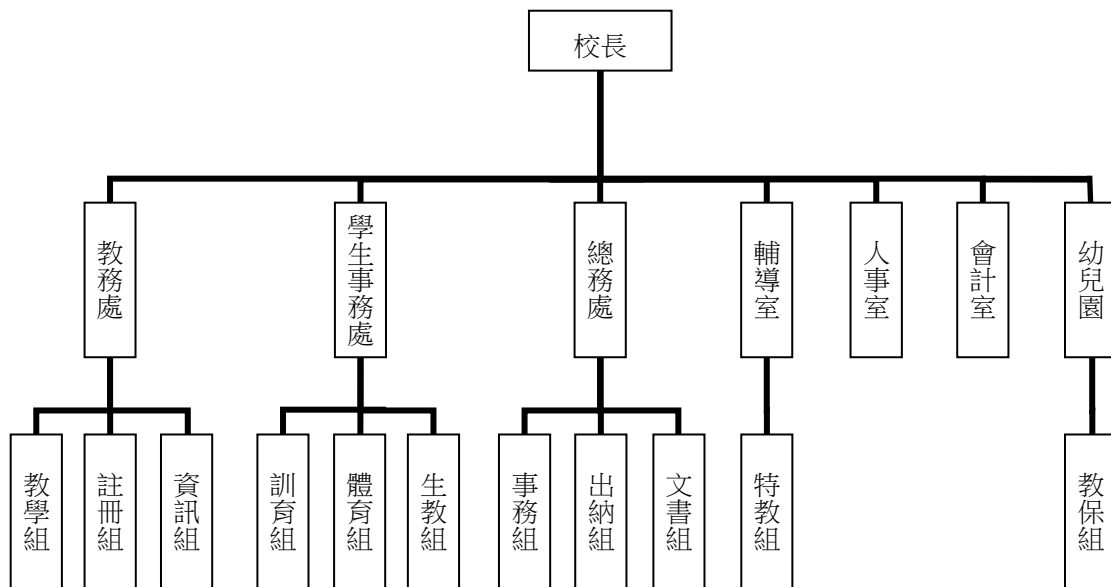 校長
教務處
學生事務處
總務處
輔導室
人事室
會計室
幼兒園
教學組
註冊組
資訊組
訓育組
體育組
生教組
事務組
出納組
文書組
特教組
教保組